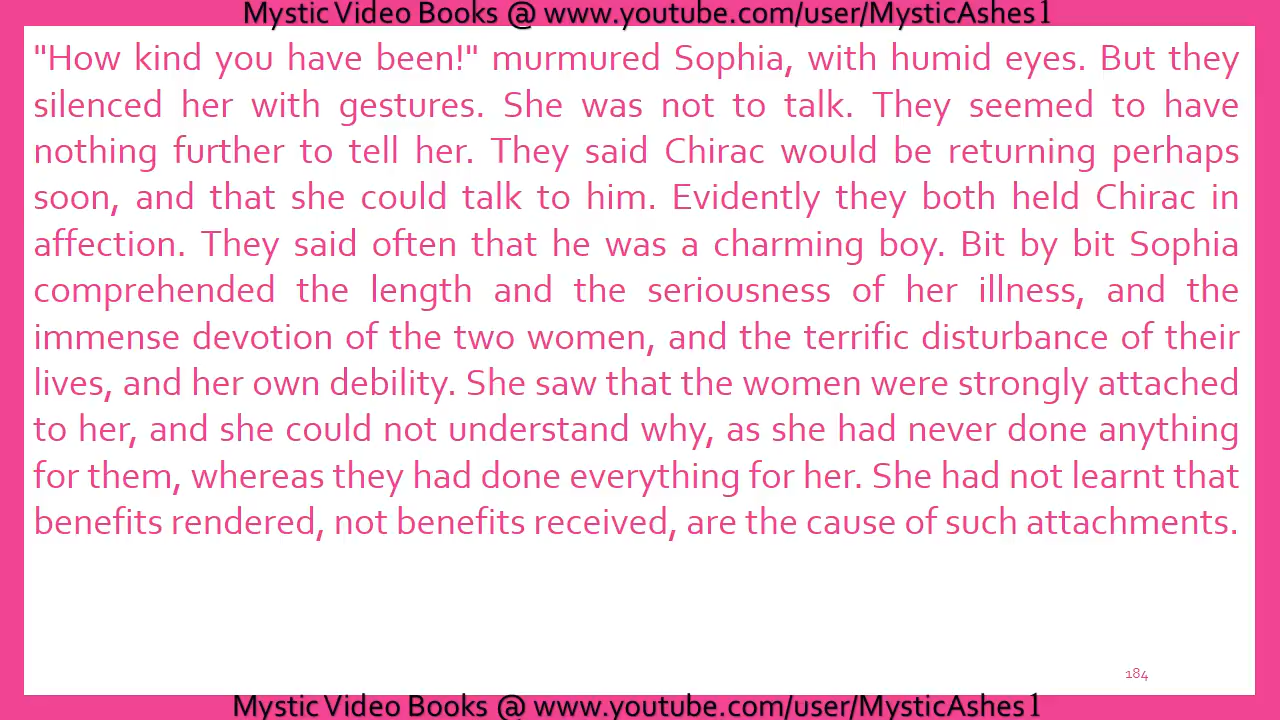 Mystic Video Books @ www.youtube.com/user/MysticAshes1
"How kind you have been!" murmured Sophia, with humid eyes. But they
silenced her with gestures. She was not to talk. They seemed to have
nothing further to tell her. They said Chirac would be returning perhaps
soon, and that she could talk to him. Evidently they both held Chirac in
affection. They said often that he was a charming boy. Bit by bit Sophia
comprehended the length and the seriousness of her illness, and the
immense devotion of the two women, and the terrific disturbance of their
lives, and her own debility. She saw that the women were strongly attached
to her, and she could not understand why, as she had never done anything
for them, whereas they had done everything for her. She had not learnt that
benefits rendered, not benefits received, are the cause of such attachments.
184
Mystic Video Books @ www.youtube.com/user/MysticAshes1